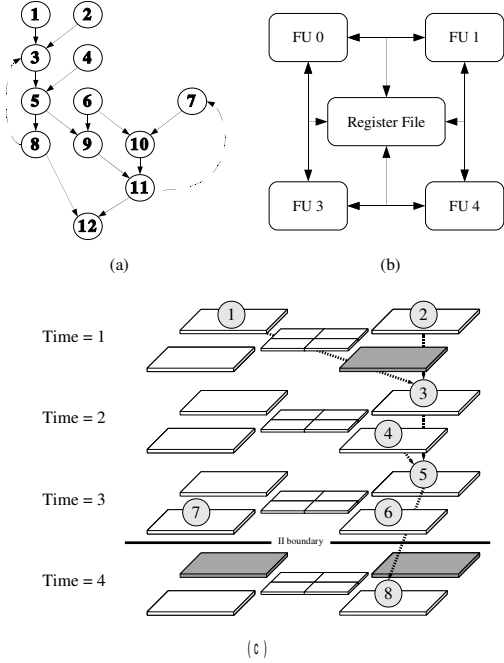 1 2
FU 0 FU 1
3 4
5 6 7
Register File
8 9 10
11
FU 3 FU 4
12
(a) (b)
1 2
Time = 1
3
Time = 2
4
5
Time = 3
7 6
II boundary
Time = 4
8
(c)